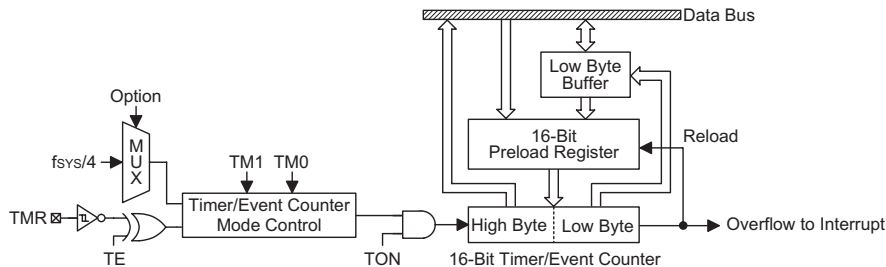 Data Bus
Low Byte
Buffer
Option
MUX
fSYS/4
TM1 TM0
16-Bit
Preload Register
Reload
TMR
Timer/Event Counter
Mode Control
High Byte
Low Byte
Overflow to Interrupt
TE
TON
16-Bit Timer/Event Counter